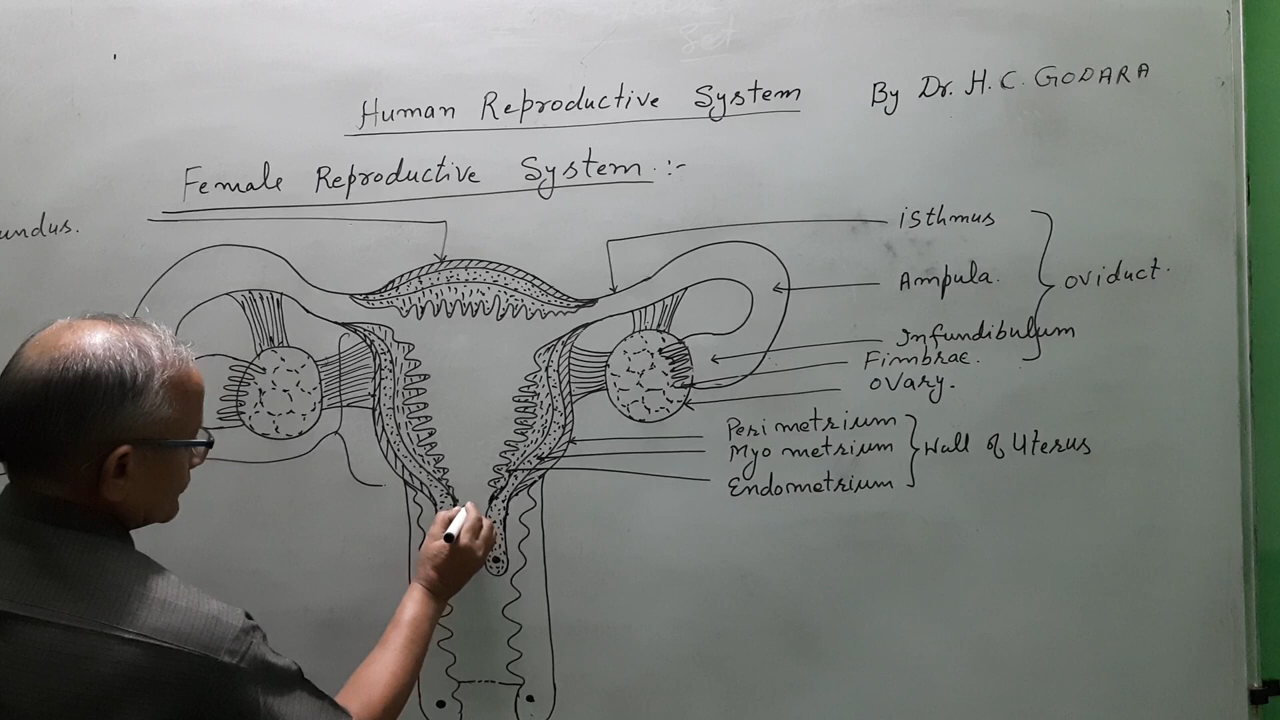 Human Reproductive System By Dr. H. C. GODARA
Female Reproductive System :-
undus.
isthmus
Ampula.
oviduct.
Infundibulum
Fimbrae.
ovary.
Perimetrium
Myo metrium
Wall of Uterus
Endometrium